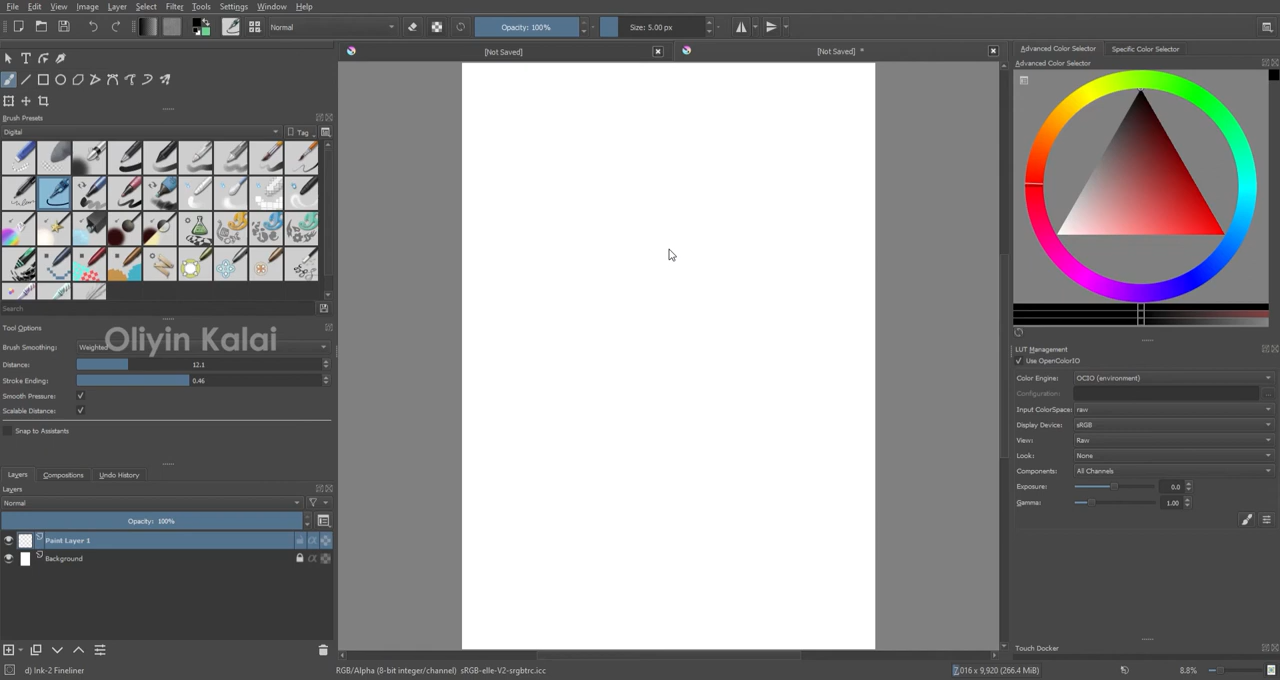 File Edit View Image Layer Select Filter Tools Settings Window Help
Normal Opacity: 100% Size: 5.00 px
[Not Saved] [Not Saved] *
Advanced Color Selector Specific Color Selector
Advanced Color Selector
Brush Presets
Digital Tag
Search
Tool Options
Oliyin Kalai
Brush Smoothing: Weighted
Distance: 12.1
Stroke Ending: 0.46
Smooth Pressure:
Scalable Distance:
Snap to Assistants
LUT Management
Use OpenColorIO
Color Engine: OCIO (environment)
Configuration: ...
Input ColorSpace: raw
Display Device: sRGB
View: Raw
Look: None
Components: All Channels
Exposure: 0.0
Gamma: 1.00
Layers Compositions Undo History
Layers
Normal
Opacity: 100%
Paint Layer 1
Background
Touch Docker
d) Ink-2 Fineliner RGB/Alpha (8-bit integer/channel) sRGB-elle-V2-srgbtrc.icc 7,016 x 9,920 (266.4 MiB) 8.8%